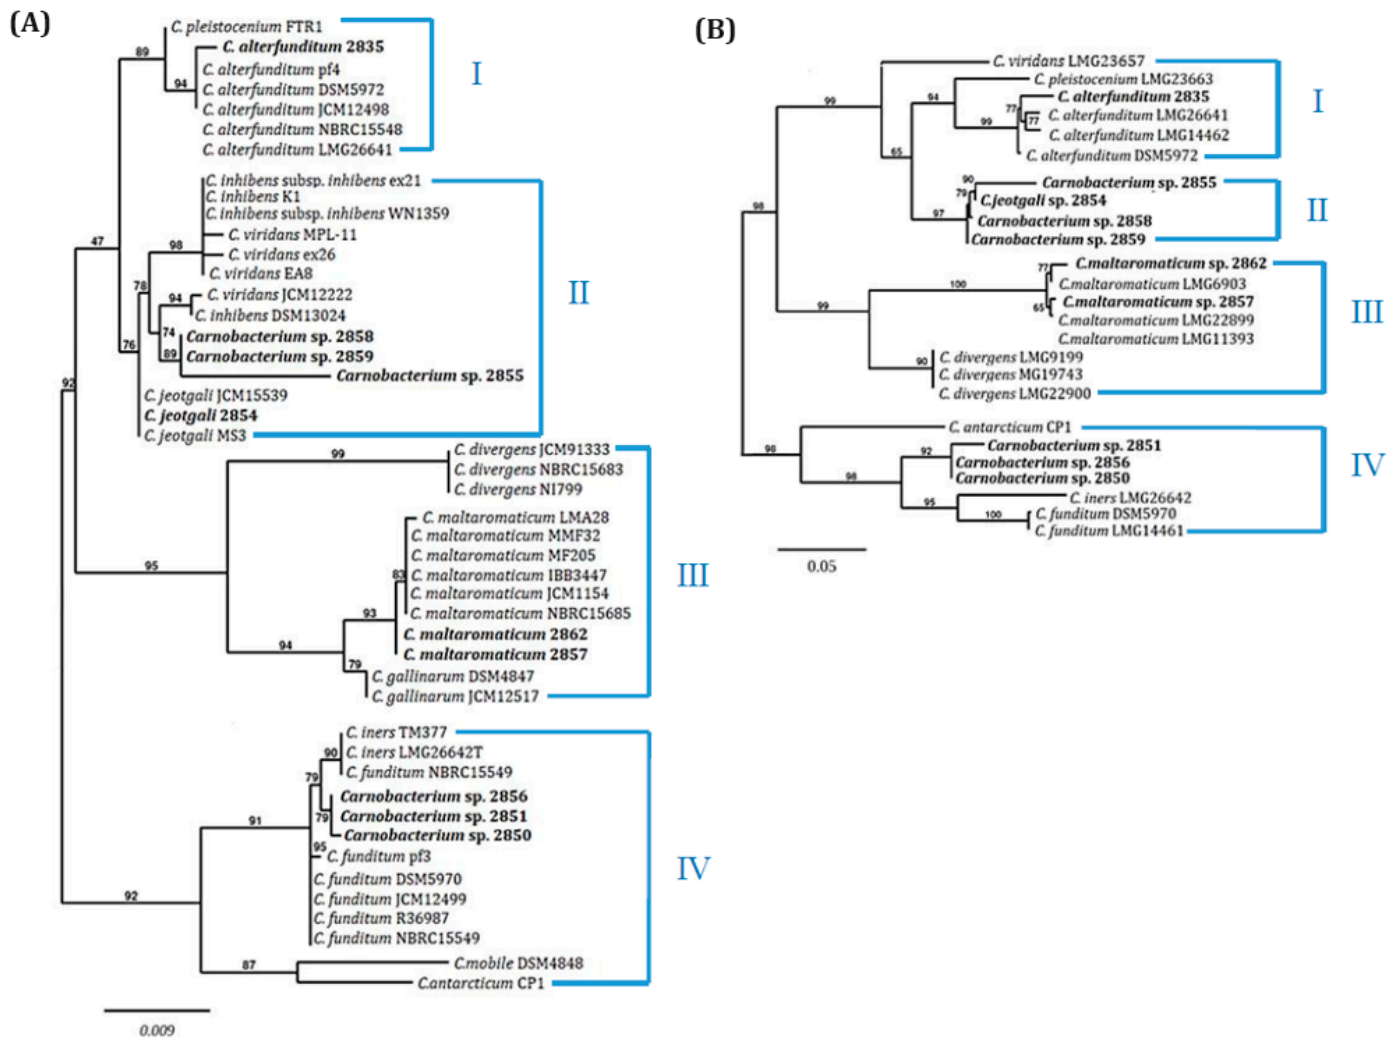 (A)
C. pleistocenium FTR1
89
C. alterfunditum 2835
C. alterfunditum pf4
94
C. alterfunditum DSM5972
C. alterfunditum JCM12498
C. alterfunditum NBRC15548
C. alterfunditum LMG26641
I
C. inhibens subsp. inhibens ex21
C. inhibens K1
C. inhibens subsp. inhibens WN1359
C. viridans MPL-11
47
98
C. viridans ex26
C. viridans EA8
78
94
C. viridans JCM12222
C. inhibens DSM13024
74
Carnobacterium sp. 2858
76
89
Carnobacterium sp. 2859
Carnobacterium sp. 2855
92
C. jeotgali JCM15539
C. jeotgali 2854
C. jeotgali MS3
II
C. divergens JCM91333
99
C. divergens NBRC15683
C. divergens NI799
C. maltaromaticum LMA28
C. maltaromaticum MMF32
C. maltaromaticum MF205
95
83
C. maltaromaticum IBB3447
C. maltaromaticum JCM1154
93
C. maltaromaticum NBRC15685
C. maltaromaticum 2862
94
C. maltaromaticum 2857
79
C. gallinarum DSM4847
C. gallinarum JCM12517
III
C. iners TM377
90
C. iners LMG26642T
79
C. funditum NBRC15549
Carnobacterium sp. 2856
91
79
Carnobacterium sp. 2851
Carnobacterium sp. 2850
95
C. funditum pf3
C. funditum DSM5970
92
C. funditum JCM12499
C. funditum R36987
C. funditum NBRC15549
87
C.mobile DSM4848
C.antarcticum CP1
IV
0.009
(B)
C. viridans LMG23657
C. pleistocenium LMG23663
99
94
C. alterfunditum 2835
77
C. alterfunditum LMG26641
99
77
C. alterfunditum LMG14462
65
C. alterfunditum DSM5972
I
90
Carnobacterium sp. 2855
79
C.jeotgali sp. 2854
98
97
Carnobacterium sp. 2858
Carnobacterium sp. 2859
II
77
C.maltaromaticum sp. 2862
100
C.maltaromaticum LMG6903
99
65
C.maltaromaticum sp. 2857
C.maltaromaticum LMG22899
C.maltaromaticum LMG11393
90
C. divergens LMG9199
C. divergens MG19743
C. divergens LMG22900
III
C. antarcticum CP1
98
92
Carnobacterium sp. 2851
Carnobacterium sp. 2856
98
Carnobacterium sp. 2850
95
C. iners LMG26642
100
C. funditum DSM5970
C. funditum LMG14461
IV
0.05